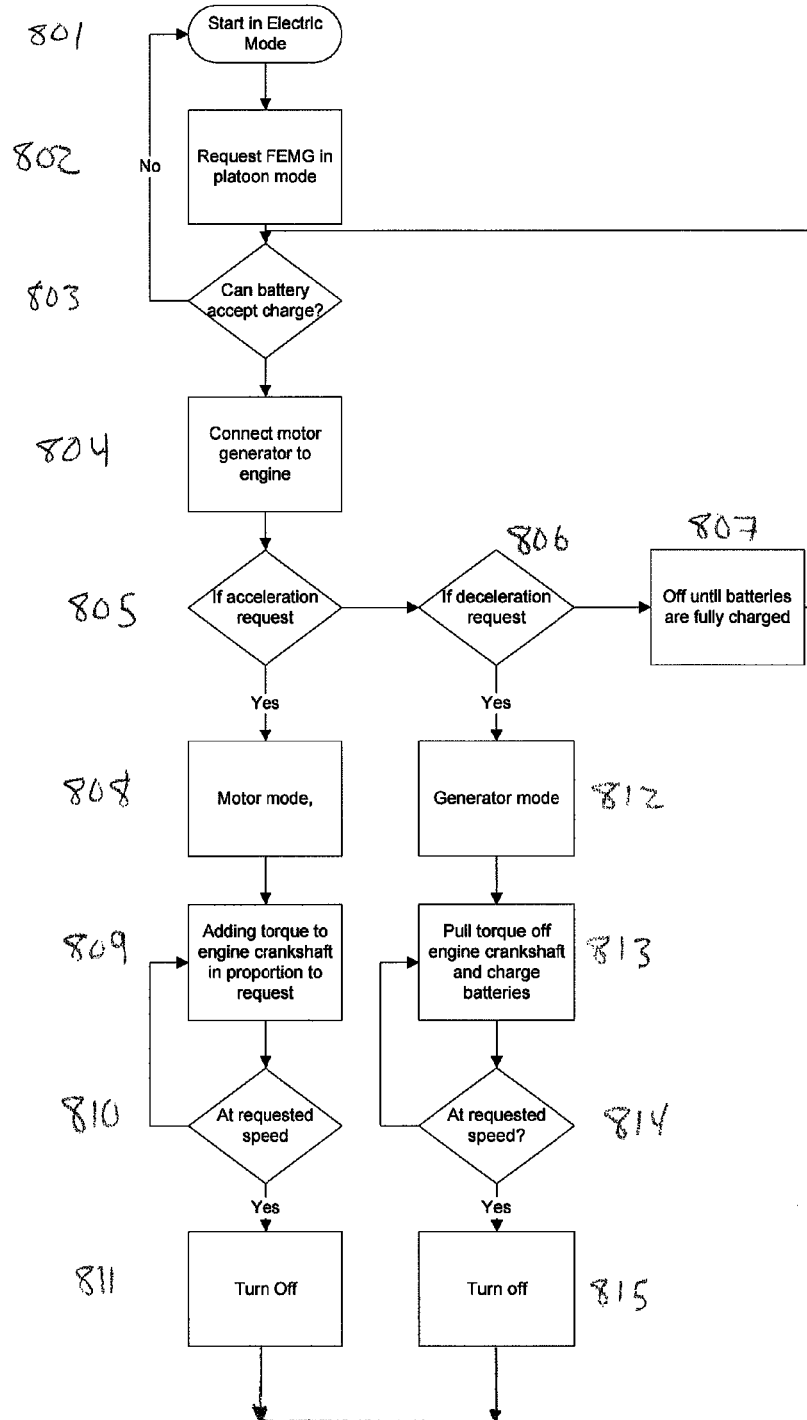 801
Start in Electric
Mode
802
No
Request FEMG in
platoon mode
803
Can battery
accept charge?
804
Connect motor
generator to
engine
805
If acceleration
request
806
If deceleration
request
807
Off until batteries
are fully charged
Yes
Yes
808
Motor mode,
Generator mode
812
809
Adding torque to
engine crankshaft
in proportion to
request
Pull torque off
engine crankshaft
and charge
batteries
813
810
At requested
speed
At requested
speed?
814
Yes
Yes
811
Turn Off
Turn off
815